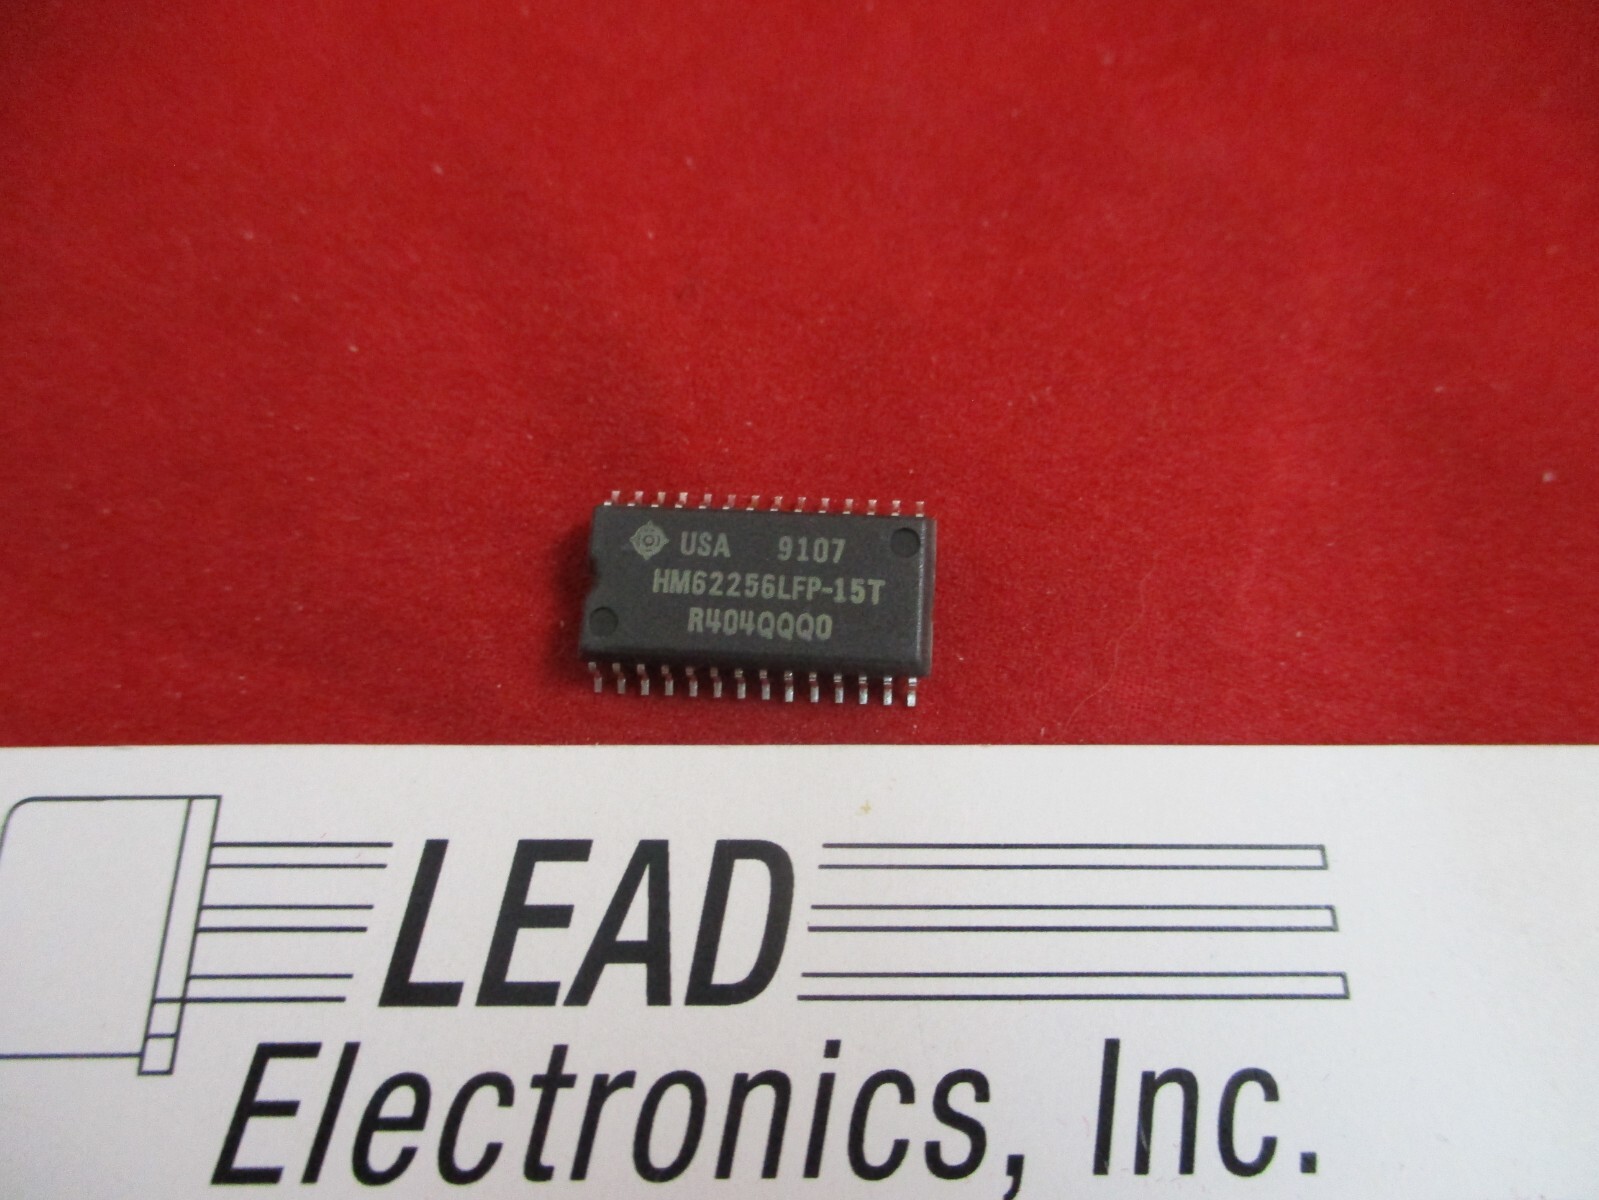 USA 9107
HM62256LFP-15T
R404QQQ0
LEAD
Electronics, Inc.